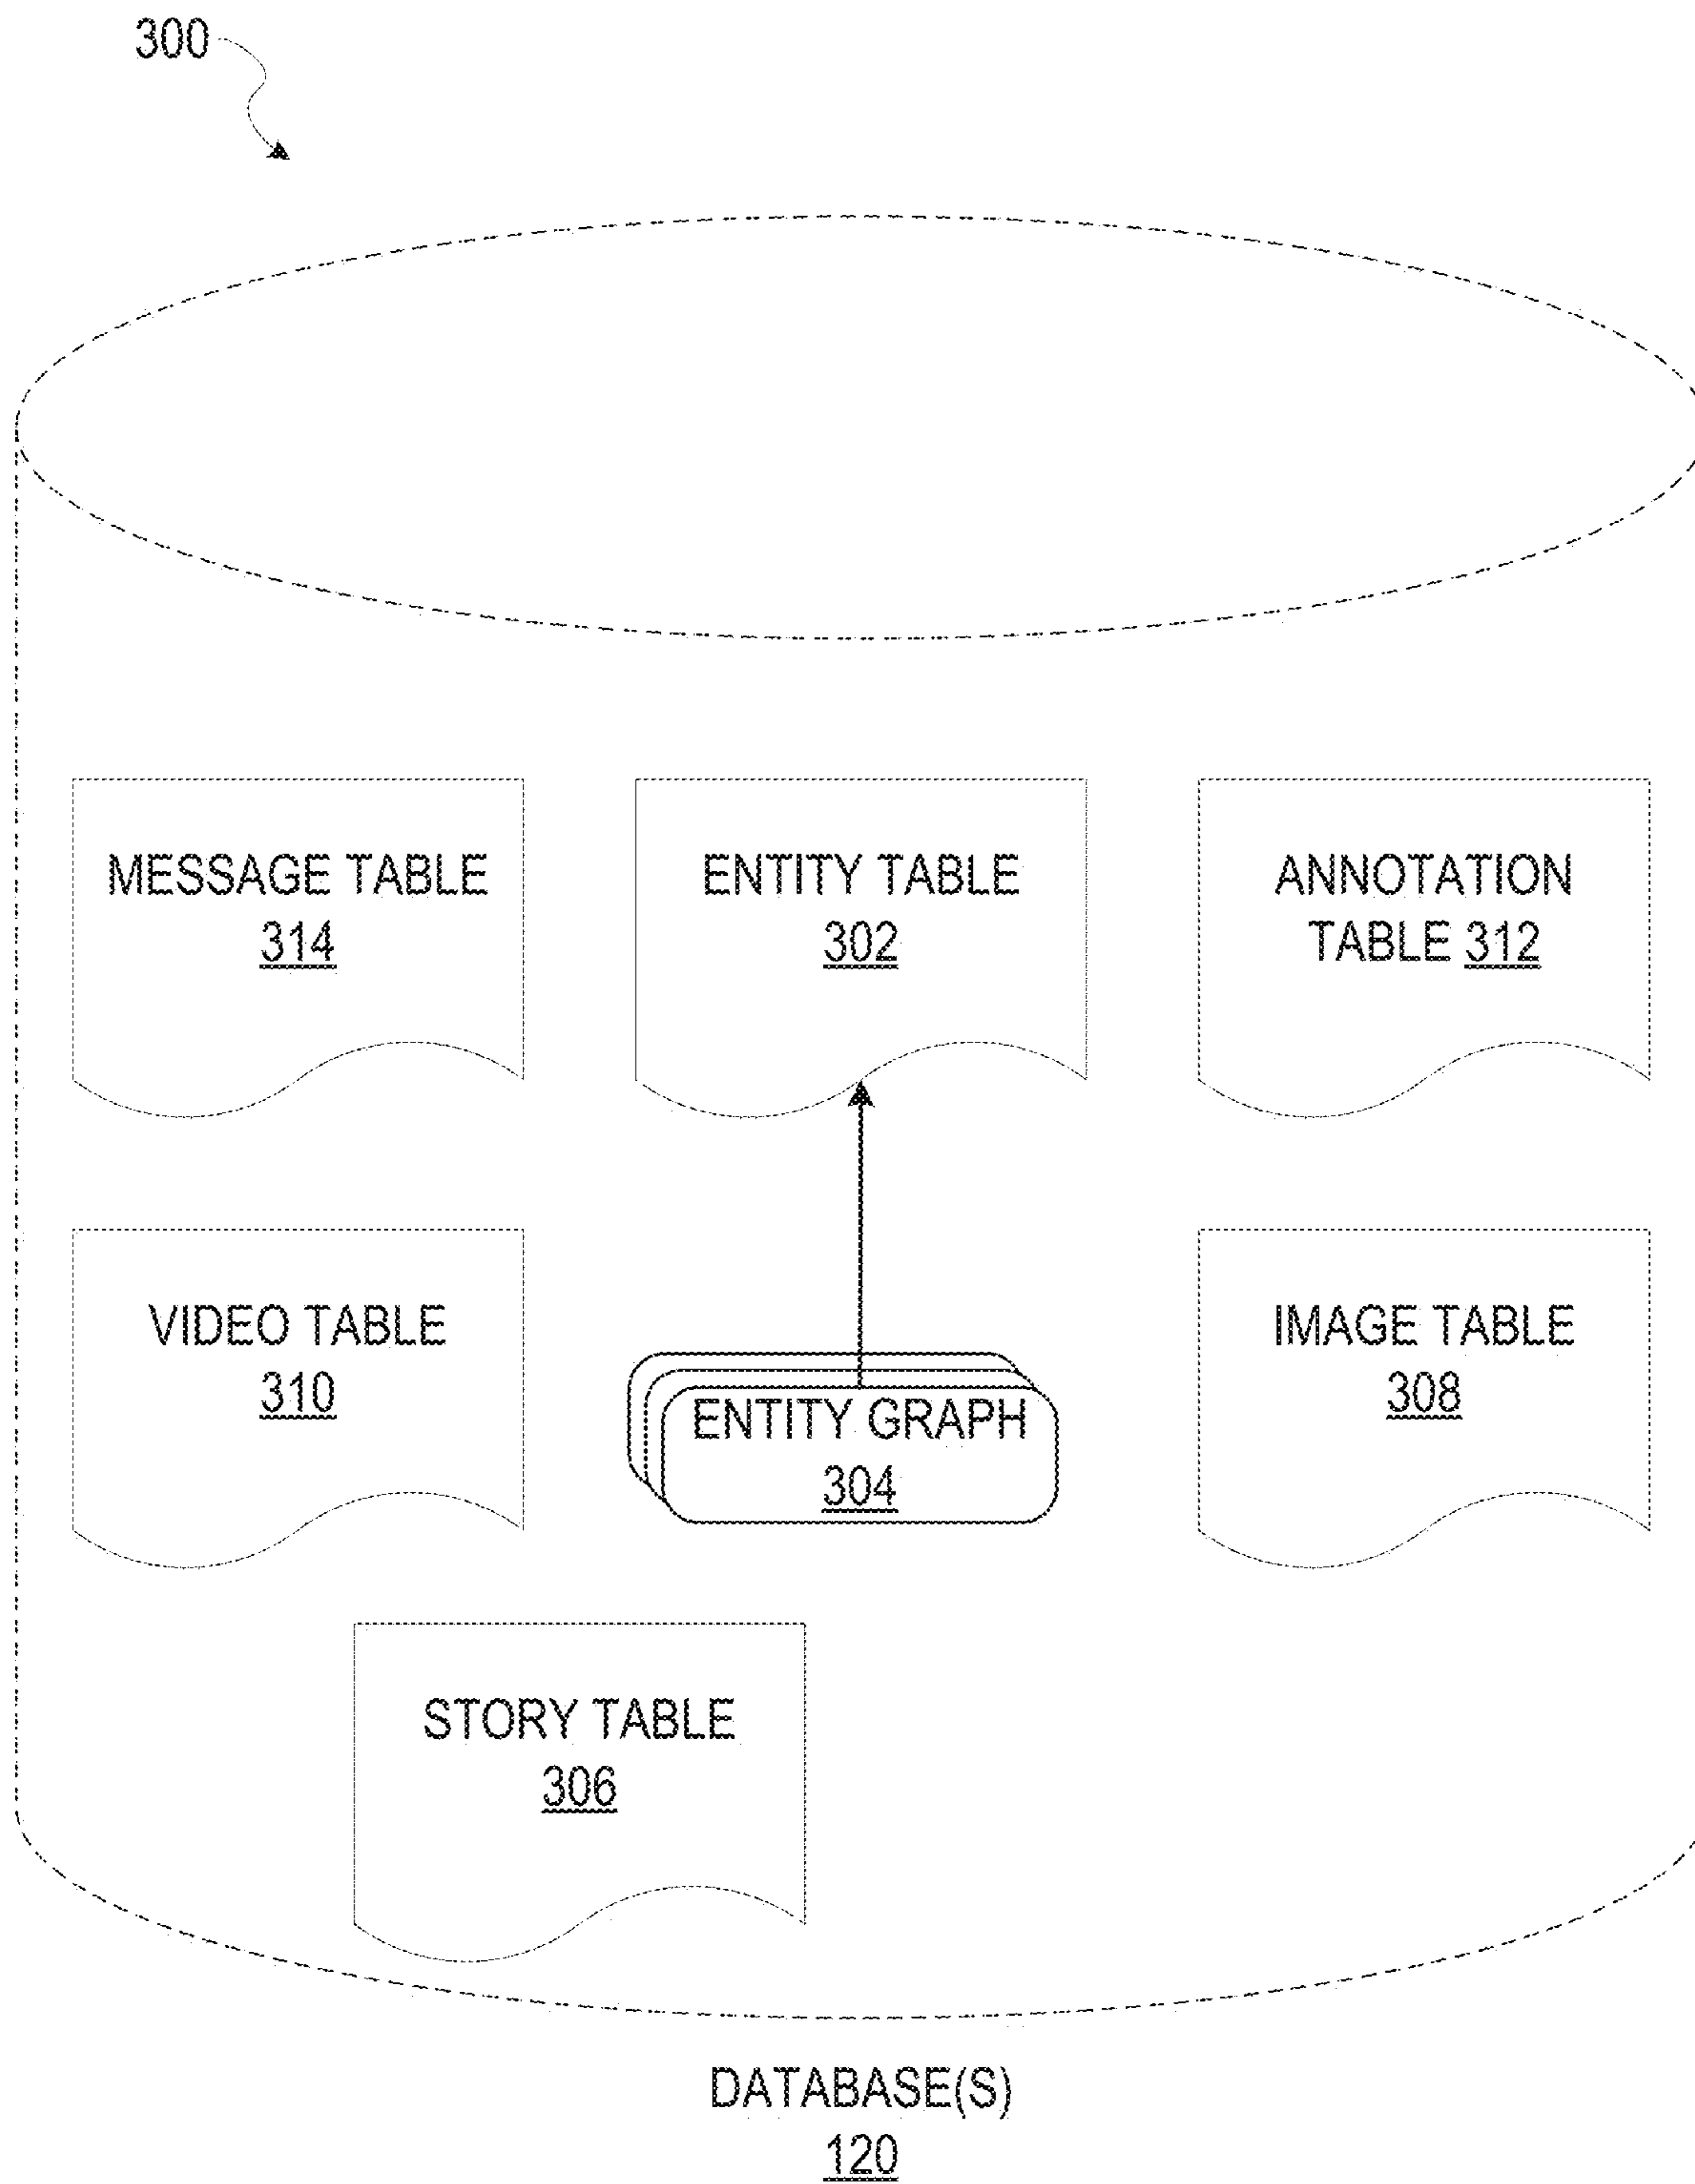 300
MESSAGE TABLE
314
ENTITY TABLE
302
ANNOTATION
TABLE 312
VIDEO TABLE
310
ENTITY GRAPH
304
IMAGE TABLE
308
STORY TABLE
306
DATABASE(S)
120